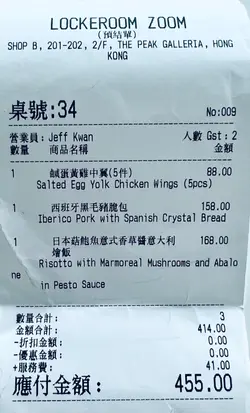 LOCKEROOM ZOOM
(預結單)
SHOP B, 201-202, 2/F, THE PEAK GALLERIA, HONG
KONG
桌號:34 No:009
營業員: Jeff Kwan 人數 Gst: 2
數量 商品名稱 金額
1 鹹蛋黃雞中翼(5件) 88.00
Salted Egg Yolk Chicken Wings (5pcs)
1 西班牙黑毛豬脆包 158.00
Iberico Pork with Spanish Crystal Bread
1 日本菇鮑魚意式香草醬意大利 168.00
燴飯
Risotto with Marmoreal Mushrooms and Abalo
ne in Pesto Sauce
數量合計: 3
金額合計: 414.00
-折扣金額: 0.00
-優惠金額: 0.00
+服務費: 41.00
應付金額: 455.00